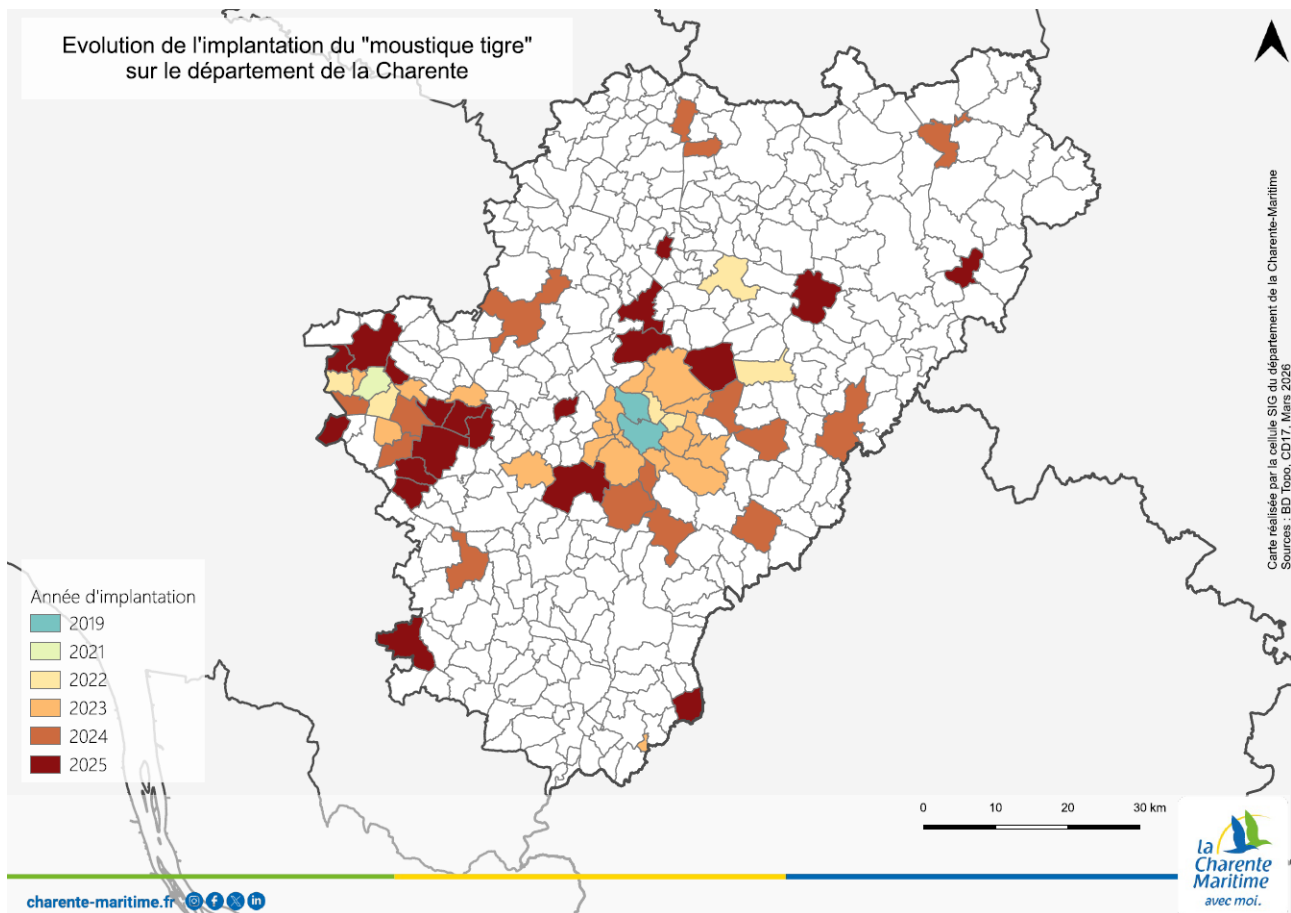 Evolution de l'implantation du "moustique tigre"
sur le département de la Charente
Carte réalisée par la cellule SIG du département de la Charente-Maritime
Sources : BD Topo, CD17, Mars 2026
Année d'implantation
2019
2021
2022
2023
2024
2025
0 10 20 30 km
la
Charente
Maritime
avec moi.
charente-maritime.fr